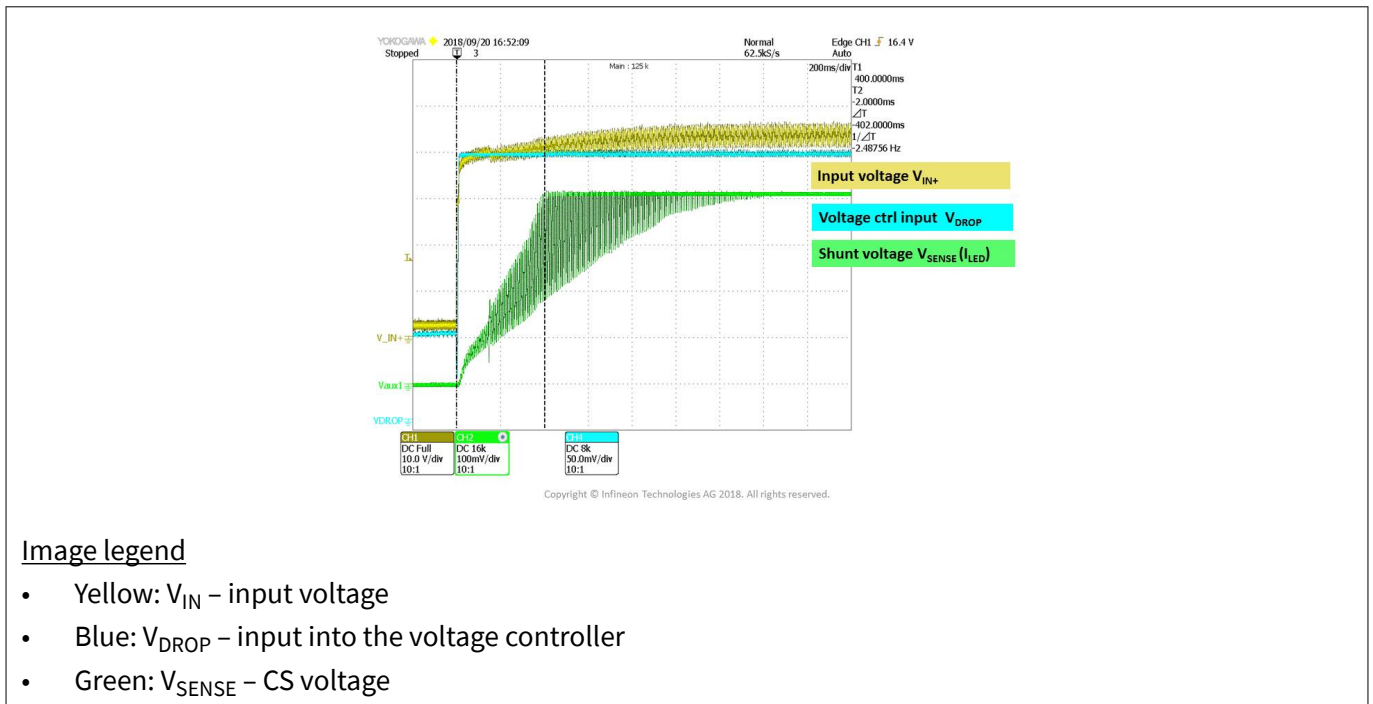 YOKOGAWA 2018/09/20 16:52:09 Normal Edge CH1 16.4 V
Stopped 3 62.5kS/s Auto
Main : 125 k 200ms/div
T1
400.0000ms
T2
-2.0000ms
⊿T
-402.0000ms
1/⊿T
-2.48756 Hz
Input voltage VIN+
Voltage ctrl input VDROP
Shunt voltage VSENSE (ILED)
V_IN+
Vaux1
VDROP
CH1 CH2 CH4
DC Full DC 16k DC 8k
10.0 V/div 100mV/div 50.0mV/div
10:1 10:1 10:1
Copyright © Infineon Technologies AG 2018. All rights reserved.
Image legend
• Yellow: VIN – input voltage
• Blue: VDROP – input into the voltage controller
• Green: VSENSE – CS voltage